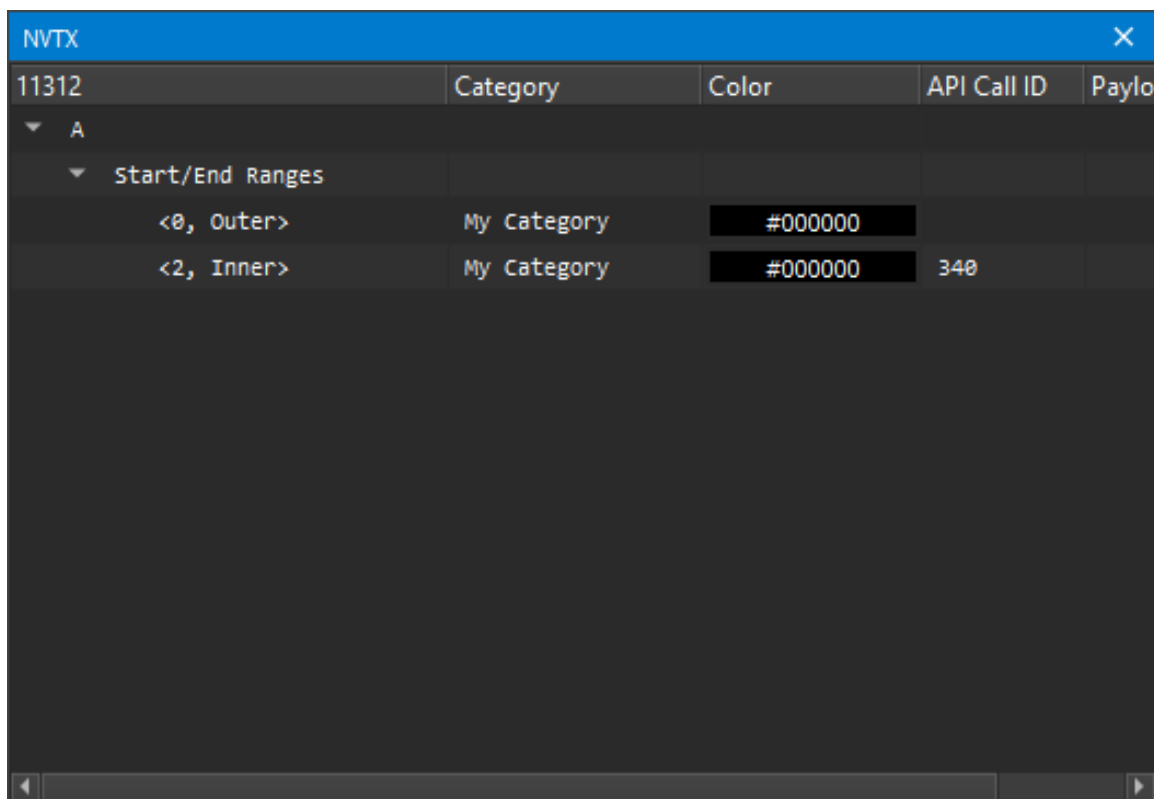 NVTX
11312 Category Color API Call ID Paylo
A
Start/End Ranges
<0, Outer> My Category #000000
<2, Inner> My Category #000000 340